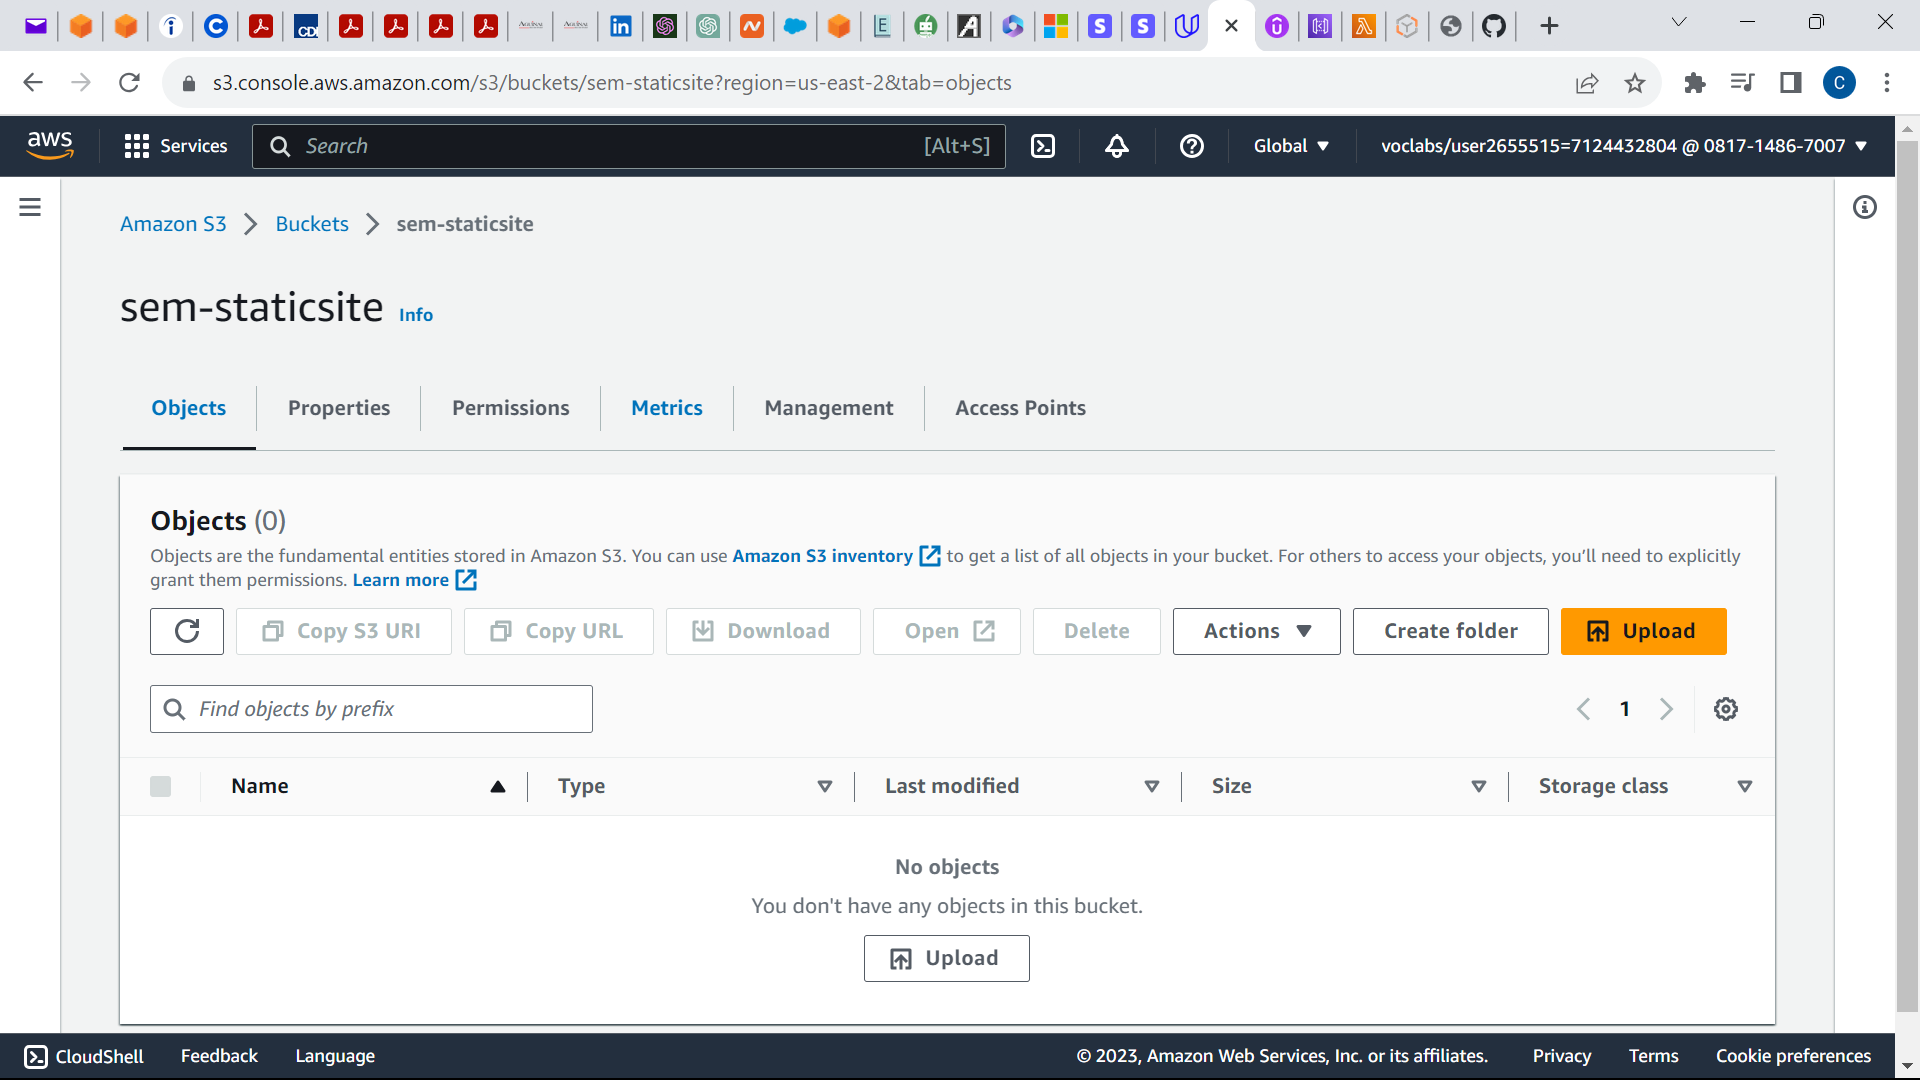 s3.console.aws.amazon.com/s3/buckets/sem-staticsite?region=us-east-2&tab=objects
C
aws
Services
Search
[Alt+S]
Global
voclabs/user2655515=7124432804 @ 0817-1486-7007
Amazon S3
Buckets
sem-staticsite
sem-staticsite Info
Objects
Properties
Permissions
Metrics
Management
Access Points
Objects (0)
Objects are the fundamental entities stored in Amazon S3. You can use Amazon S3 inventory to get a list of all objects in your bucket. For others to access your objects, you’ll need to explicitly
grant them permissions. Learn more
Copy S3 URI
Copy URL
Download
Open
Delete
Actions
Create folder
Upload
Find objects by prefix
1
Name
Type
Last modified
Size
Storage class
No objects
You don't have any objects in this bucket.
Upload
CloudShell
Feedback
Language
© 2023, Amazon Web Services, Inc. or its affiliates.
Privacy
Terms
Cookie preferences